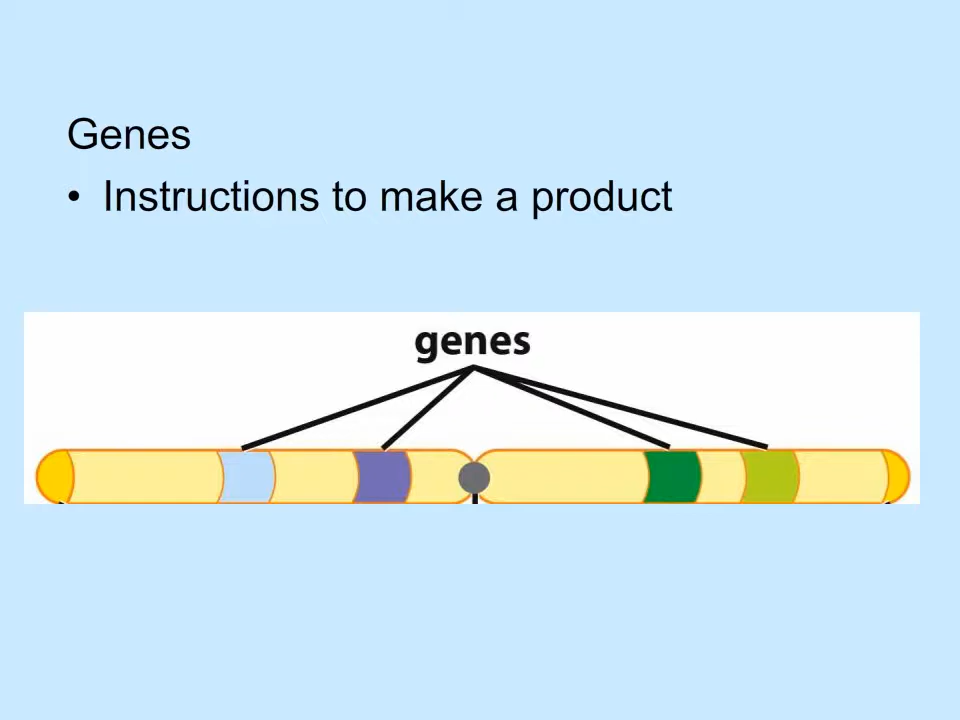 Genes
• Instructions to make a product
genes